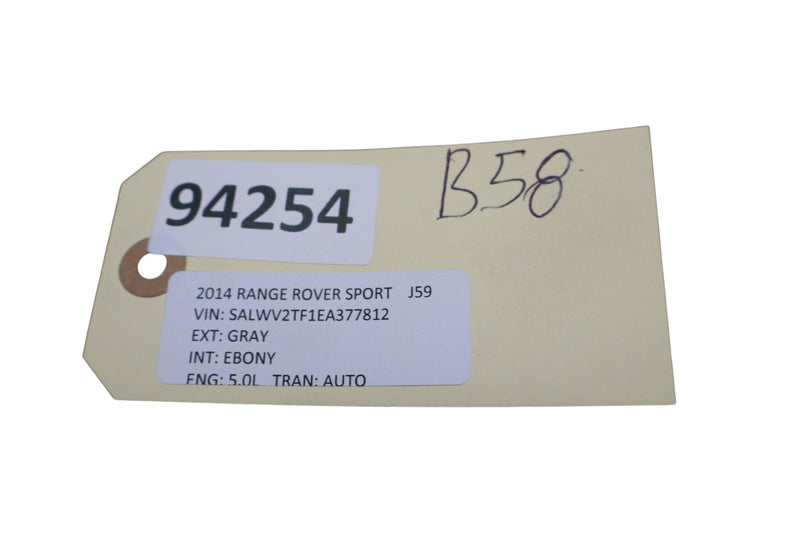 94254
B58
2014 RANGE ROVER SPORT J59
VIN: SALWV2TF1EA377812
EXT: GRAY
INT: EBONY
ENG: 5.0L TRAN: AUTO